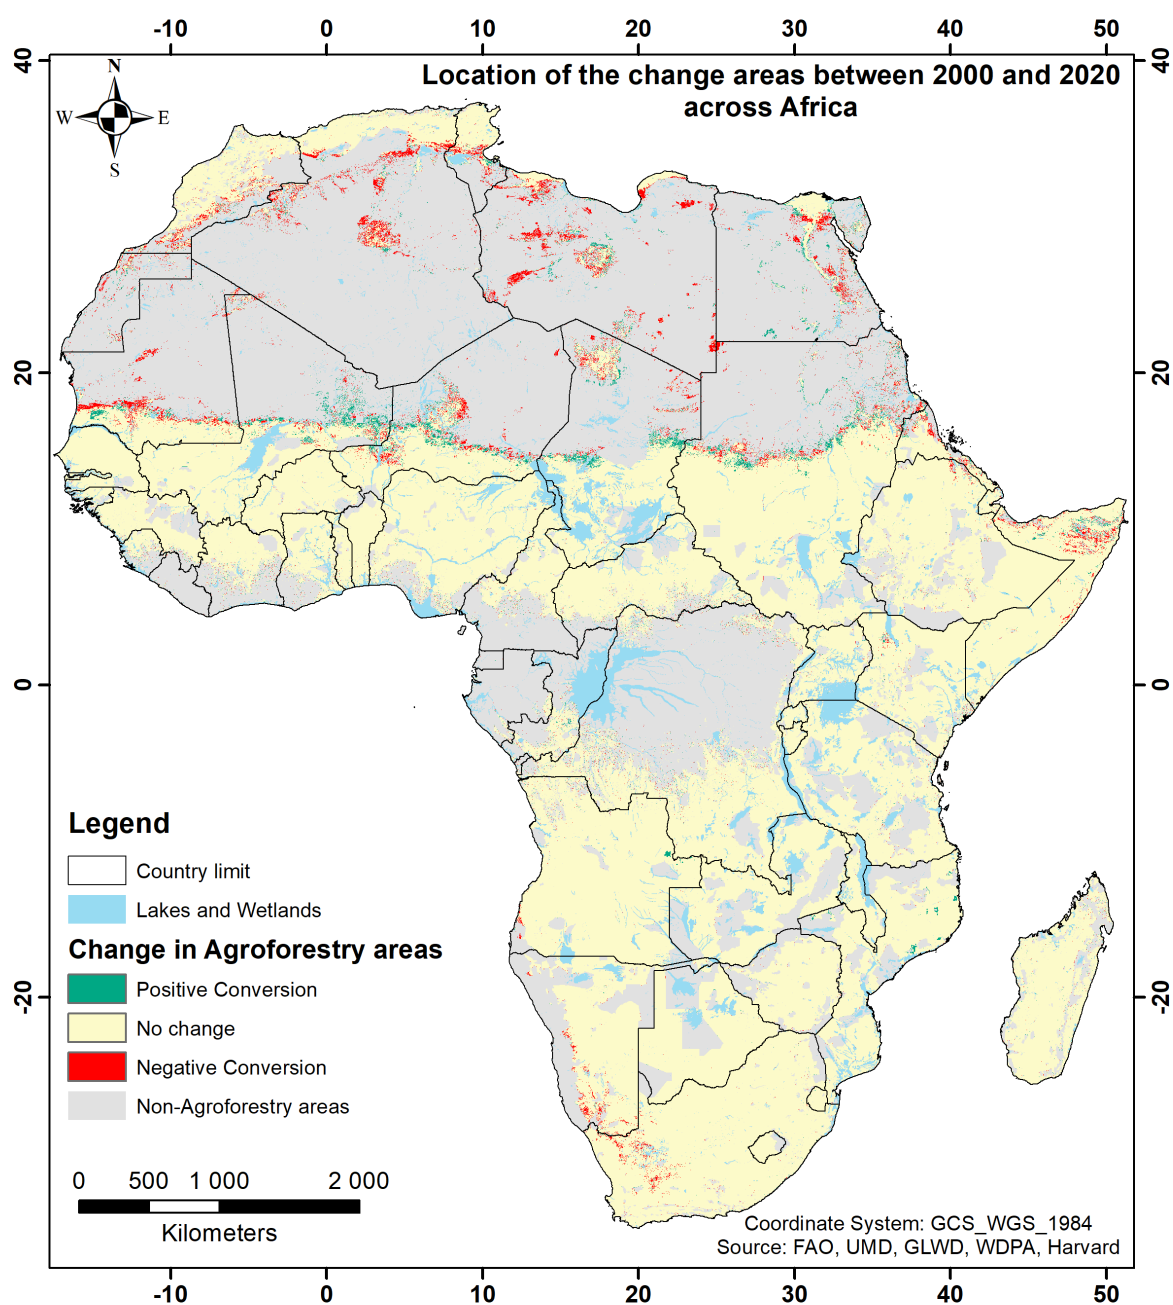 -10 0 10 20 30 40 50
40 40
Location of the change areas between 2000 and 2020
across Africa
N
W E
S
20 20
0 0
Legend
Country limit
Lakes and Wetlands
Change in Agroforestry areas
Positive Conversion
-20 -20
No change
Negative Conversion
Non-Agroforestry areas
0 500 1 000 2 000
Kilometers
Coordinate System: GCS_WGS_1984
Source: FAO, UMD, GLWD, WDPA, Harvard
-10 0 10 20 30 40 50